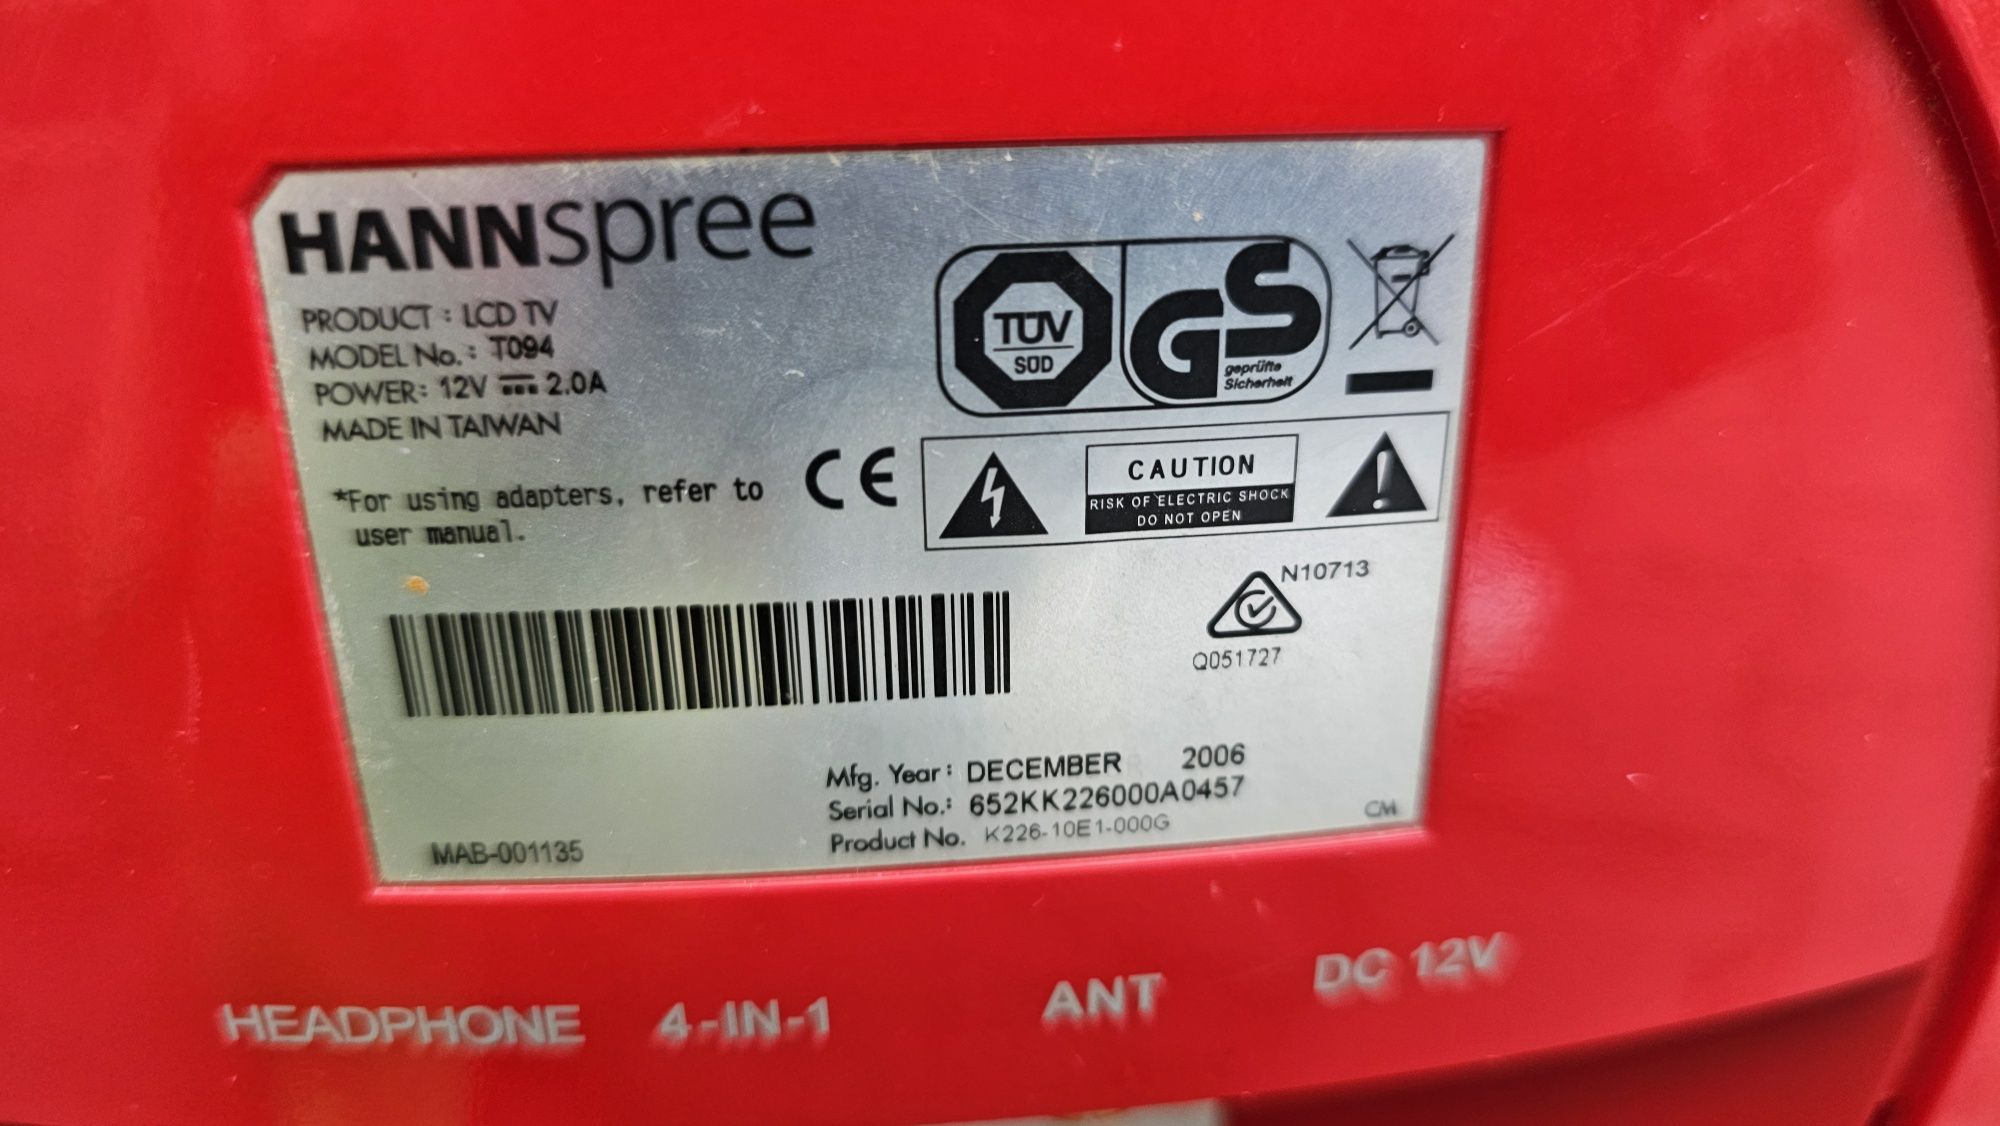 HANNspree
PRODUCT : LCD TV
MODEL No. : T094
POWER: 12V ⎓ 2.0A
MADE IN TAIWAN
*For using adapters, refer to
user manual.
CE
TÜV
SÜD
GS
geprüfte
Sicherheit
CAUTION
RISK OF ELECTRIC SHOCK
DO NOT OPEN
N10713
Q051727
Mfg. Year : DECEMBER 2006
Serial No.: 652KK226000A0457
Product No. K226-10E1-000G
CM
MAB-001135
HEADPHONE 4-IN-1 ANT DC 12V